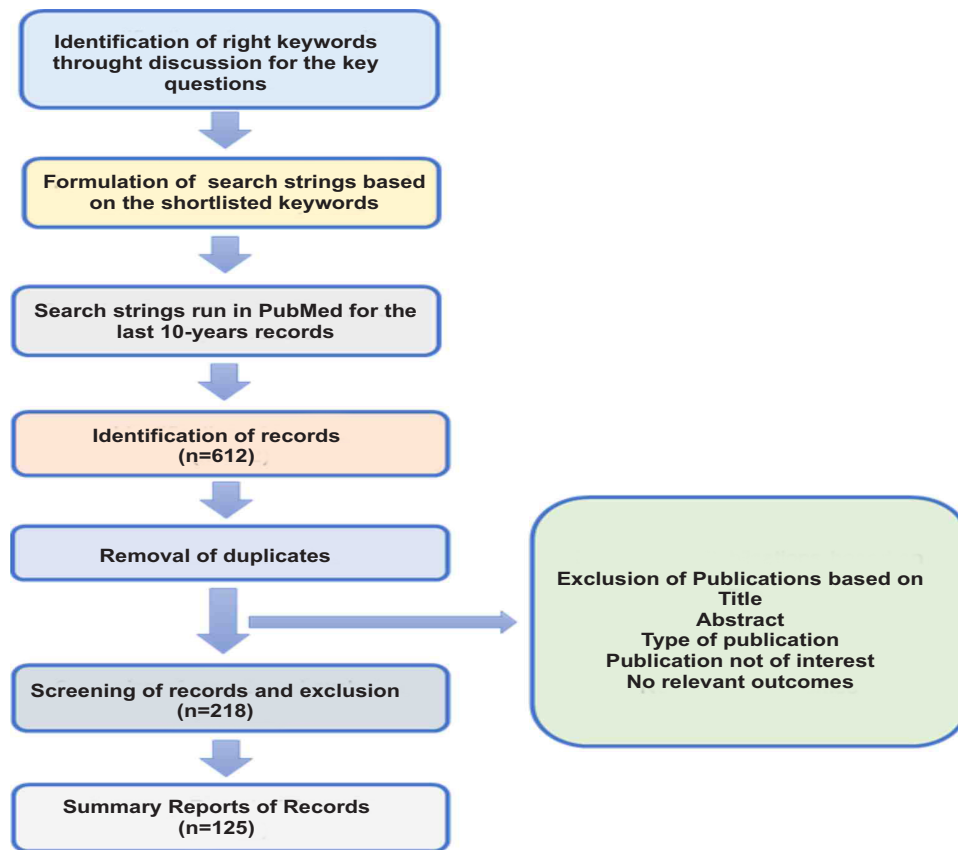 Identification of right keywords
throught discussion for the key
questions
Formulation of search strings based
on the shortlisted keywords
Search strings run in PubMed for the
last 10-years records
Identification of records
(n=612)
Removal of duplicates
Exclusion of Publications based on
Title
Abstract
Type of publication
Publication not of interest
No relevant outcomes
Screening of records and exclusion
(n=218)
Summary Reports of Records
(n=125)